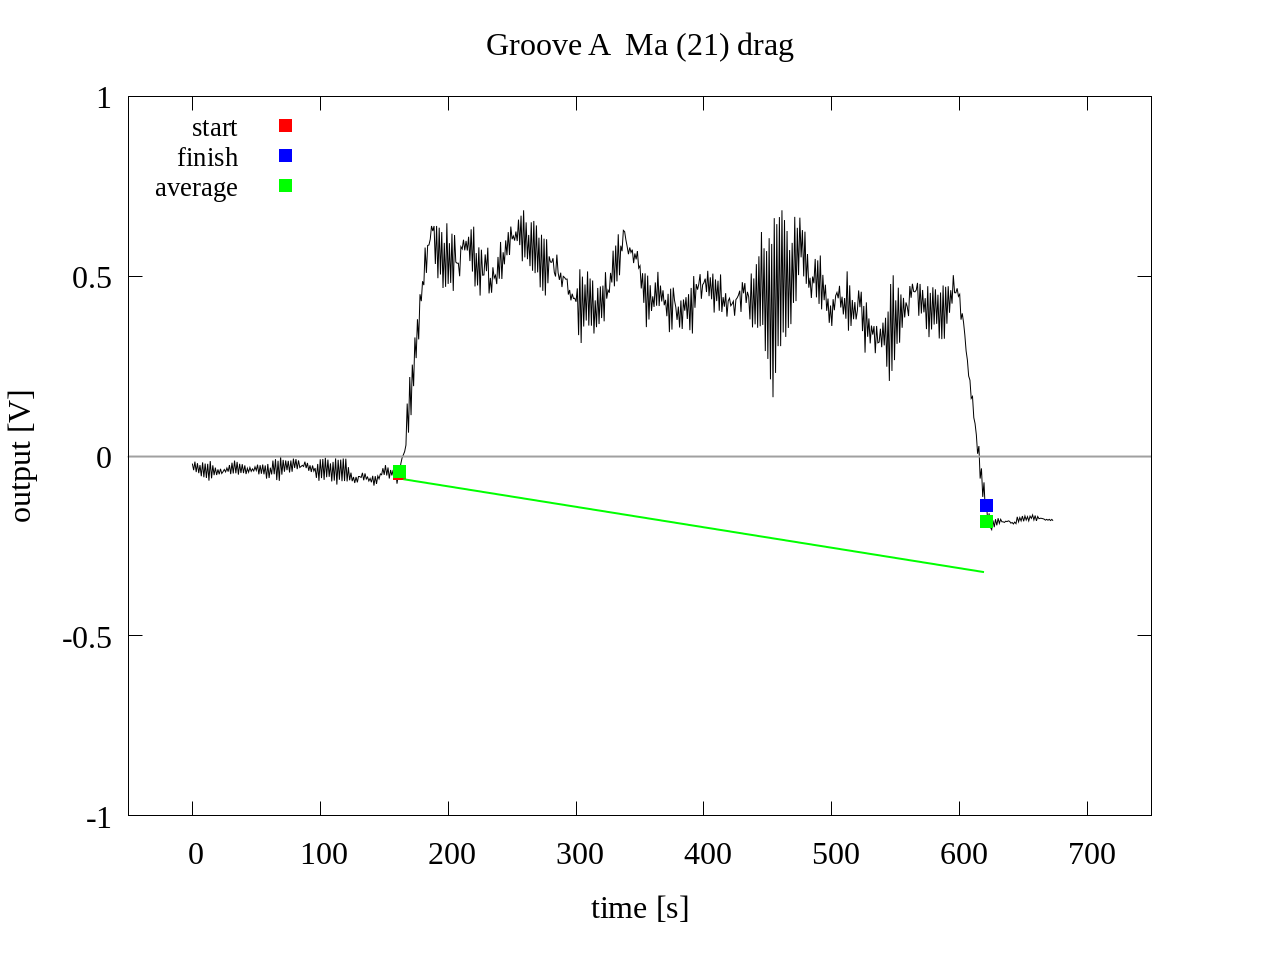 Groove A  Ma (21) drag
start
finish
average
1
0.5
0
-0.5
-1
output [V]
0 100 200 300 400 500 600 700
time [s]